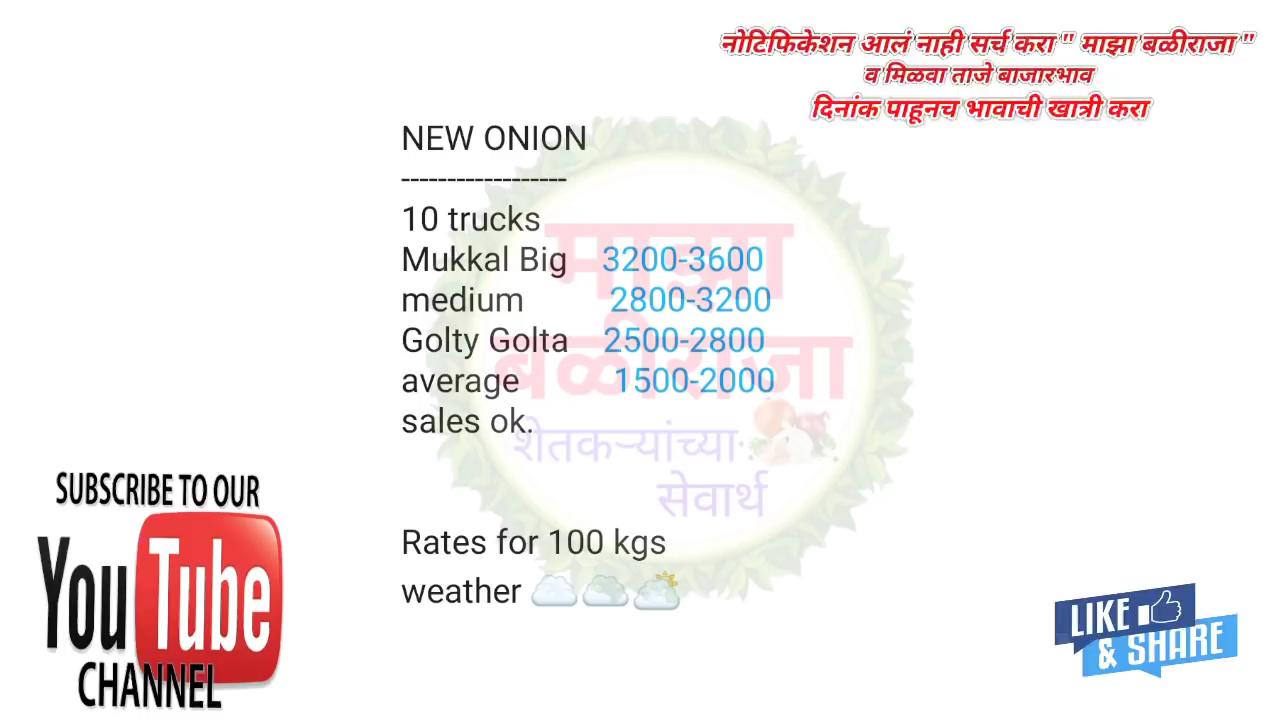 नोटिफिकेशन आलं नाही सर्च करा " माझा बळीराजा "
व मिळवा ताजे बाजारभाव
दिनांक पाहूनच भावाची खात्री करा
NEW ONION
------------------
10 trucks
Mukkal Big 3200-3600
medium 2800-3200
Golty Golta 2500-2800
average 1500-2000
sales ok.
Rates for 100 kgs
weather
माझा
बळीराजा
शेतकऱ्यांच्या
सेवार्थ
SUBSCRIBE TO OUR
YouTube
CHANNEL
LIKE
& SHARE